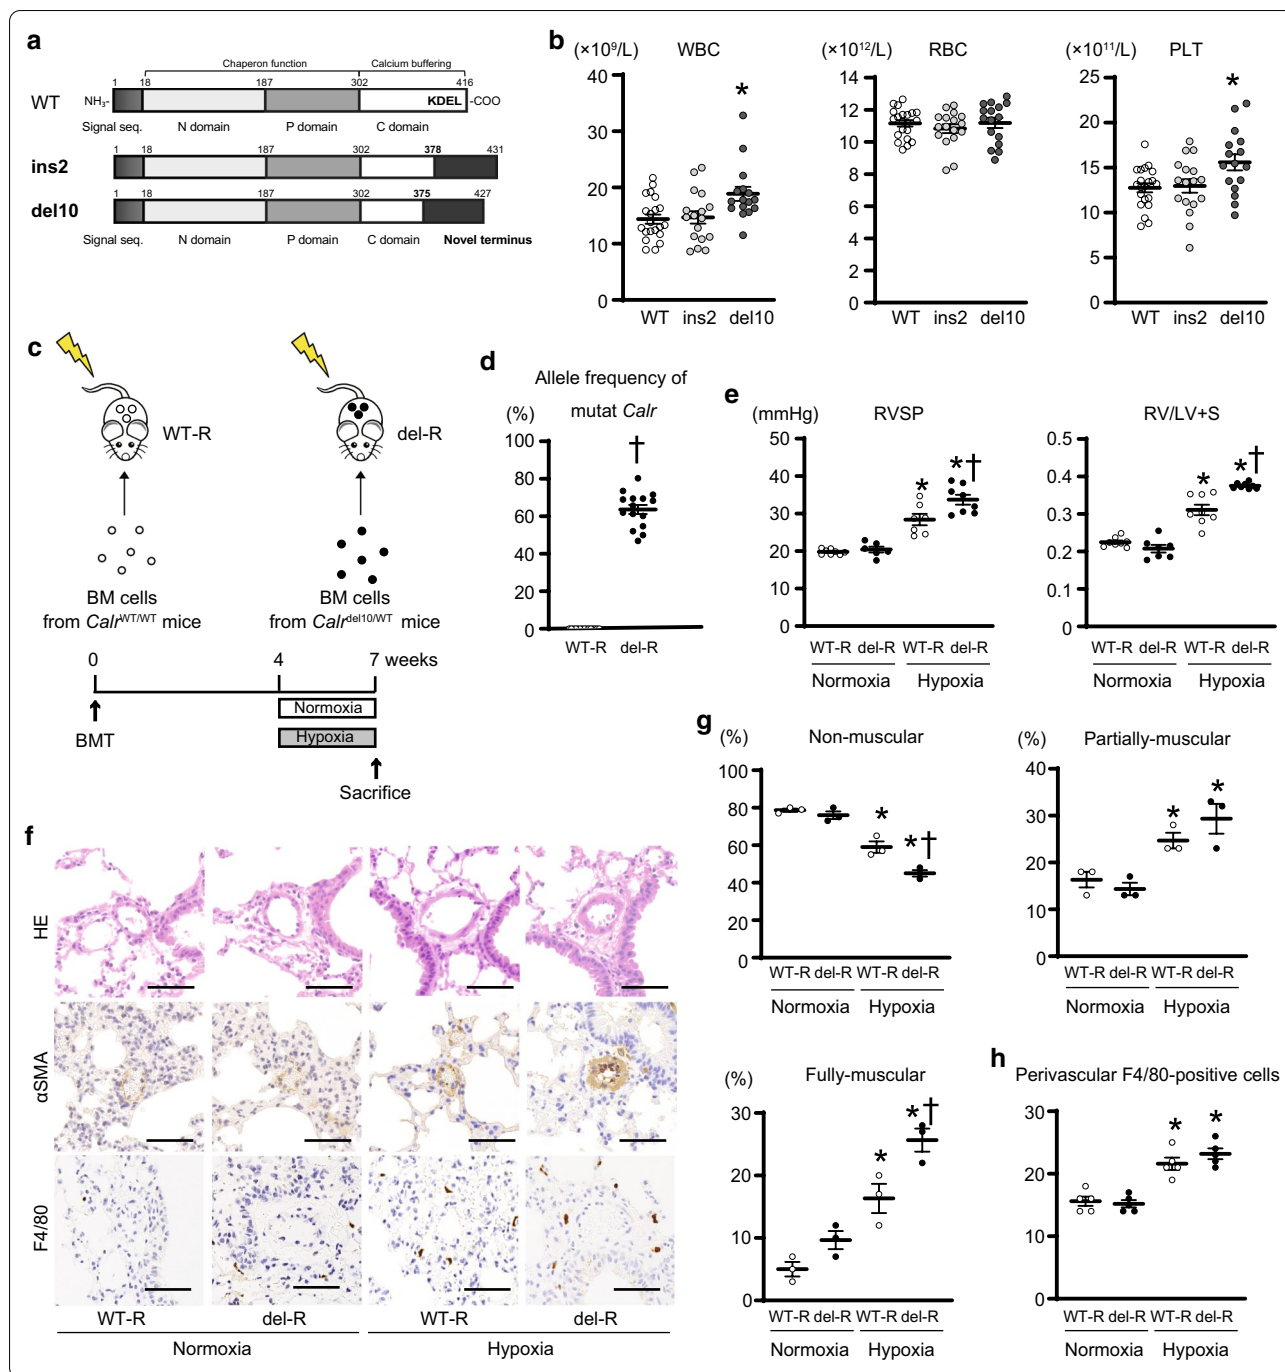 a
Chaperon function Calcium buffering
1 18 187 302 416
WT NH₃- KDEL -COO
Signal seq. N domain P domain C domain
1 18 187 302 378 431
ins2
1 18 187 302 375 427
del10
Signal seq. N domain P domain C domain Novel terminus
b
(×10⁹/L) WBC
40
30
20
10
0
*
WT ins2 del10
(×10¹²/L) RBC
14
12
10
8
6
4
2
0
WT ins2 del10
(×10¹¹/L) PLT
25
20
15
10
5
0
*
WT ins2 del10
c
WT-R del-R
BM cells
from Calr^WT/WT mice
BM cells
from Calr^del10/WT mice
0 4 7 weeks
Normoxia
Hypoxia
BMT
Sacrifice
d
Allele frequency of
mutat Calr
(%)
100
80
60
40
20
0
†
WT-R del-R
e
(mmHg) RVSP
50
40
30
20
10
0
* *†
WT-R del-R WT-R del-R
Normoxia Hypoxia
RV/LV+S
0.5
0.4
0.3
0.2
0.1
0
* *†
WT-R del-R WT-R del-R
Normoxia Hypoxia
f
HE
αSMA
F4/80
WT-R del-R WT-R del-R
Normoxia Hypoxia
g
(%) Non-muscular
100
80
60
40
20
0
* *†
WT-R del-R WT-R del-R
Normoxia Hypoxia
(%) Partially-muscular
40
30
20
10
0
* *
WT-R del-R WT-R del-R
Normoxia Hypoxia
(%) Fully-muscular
30
20
10
0
* *†
WT-R del-R WT-R del-R
Normoxia Hypoxia
h
Perivascular F4/80-positive cells
30
20
10
0
* *
WT-R del-R WT-R del-R
Normoxia Hypoxia